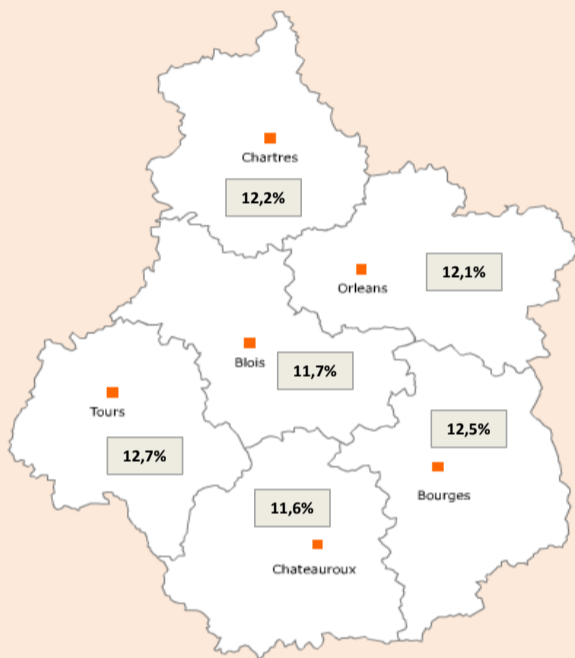 Chartres
12,2%
Orleans
12,1%
Blois
11,7%
Tours
12,7%
12,5%
Bourges
11,6%
Chateauroux